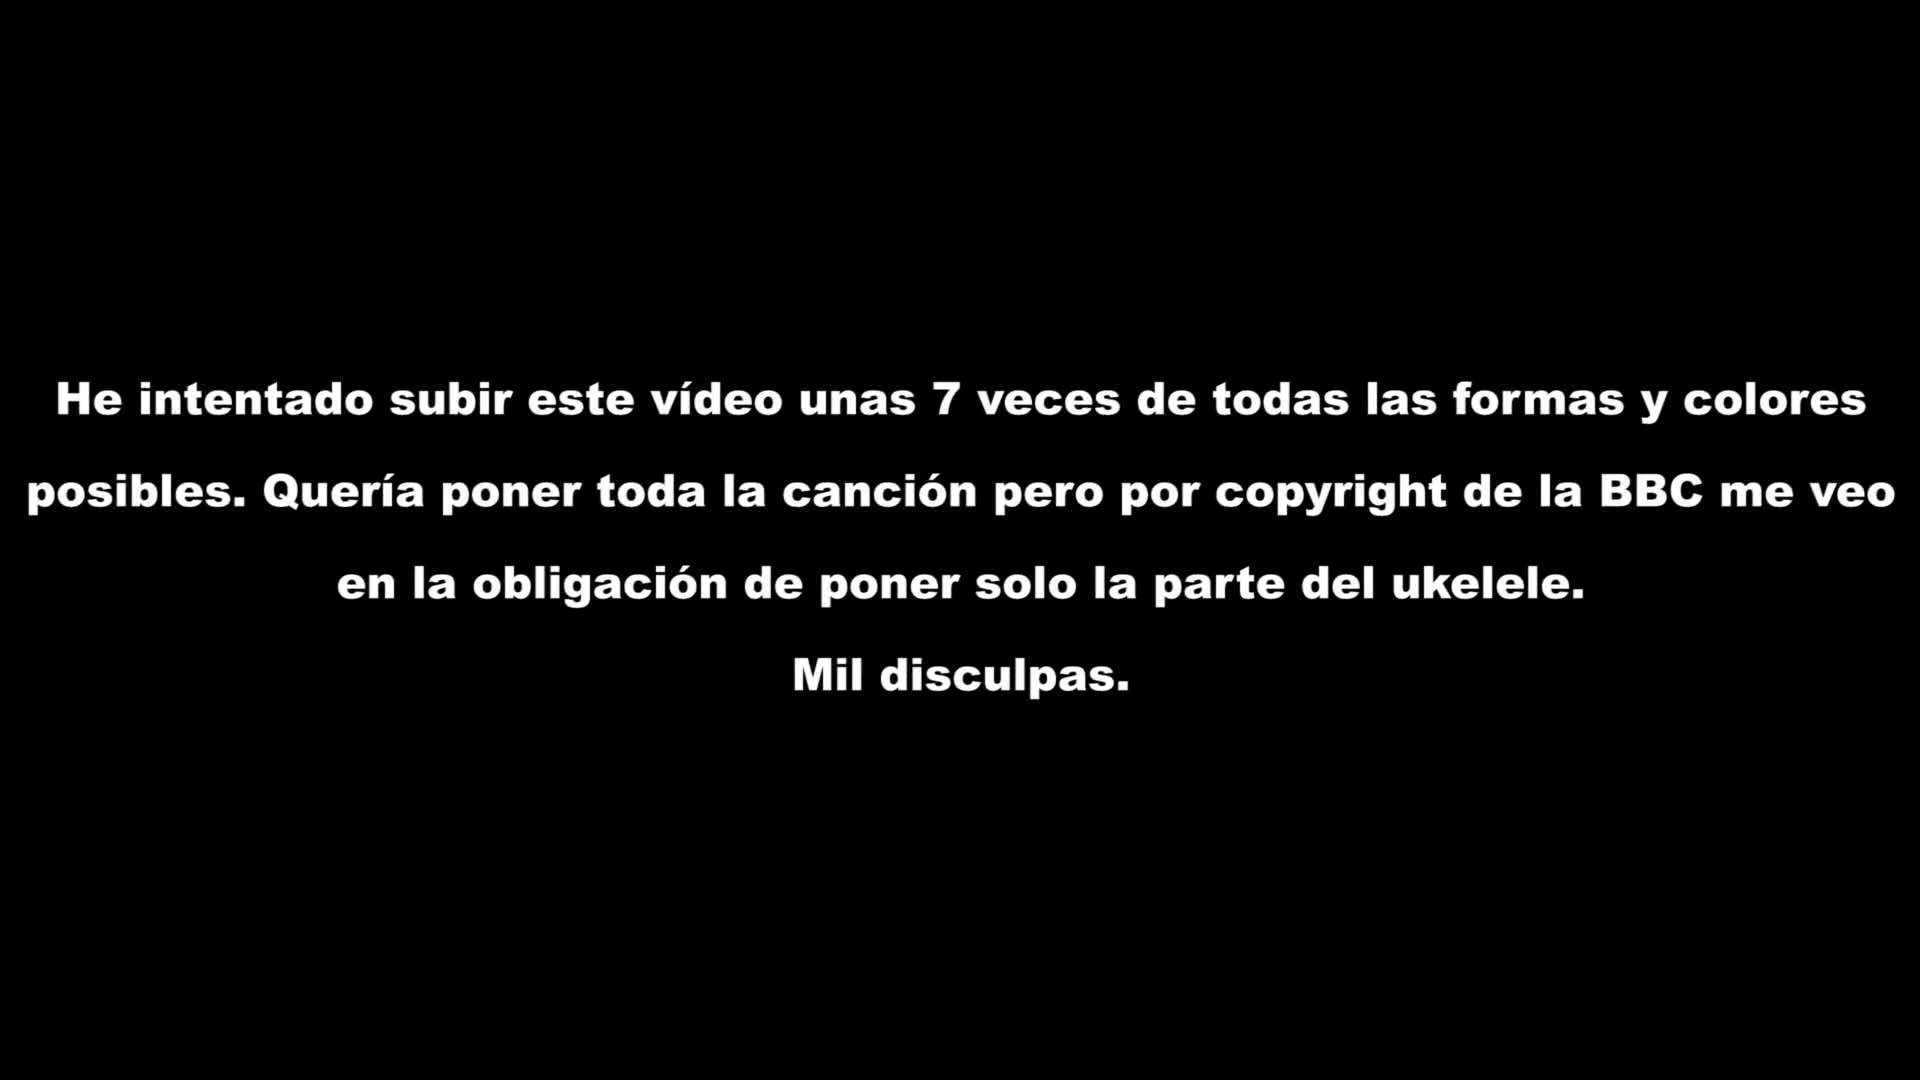 He intentado subir este vídeo unas 7 veces de todas las formas y colores
posibles. Quería poner toda la canción pero por copyright de la BBC me veo
en la obligación de poner solo la parte del ukelele.
Mil disculpas.